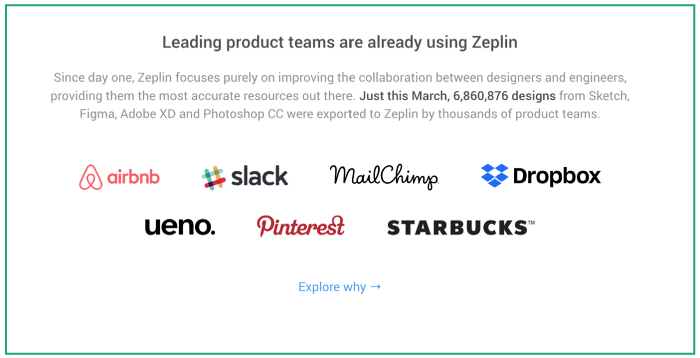 Leading product teams are already using Zeplin
Since day one, Zeplin focuses purely on improving the collaboration between designers and engineers,
providing them the most accurate resources out there. Just this March, 6,860,876 designs from Sketch,
Figma, Adobe XD and Photoshop CC were exported to Zeplin by thousands of product teams.
airbnb slack MailChimp Dropbox
ueno. Pinterest STARBUCKS™
Explore why →